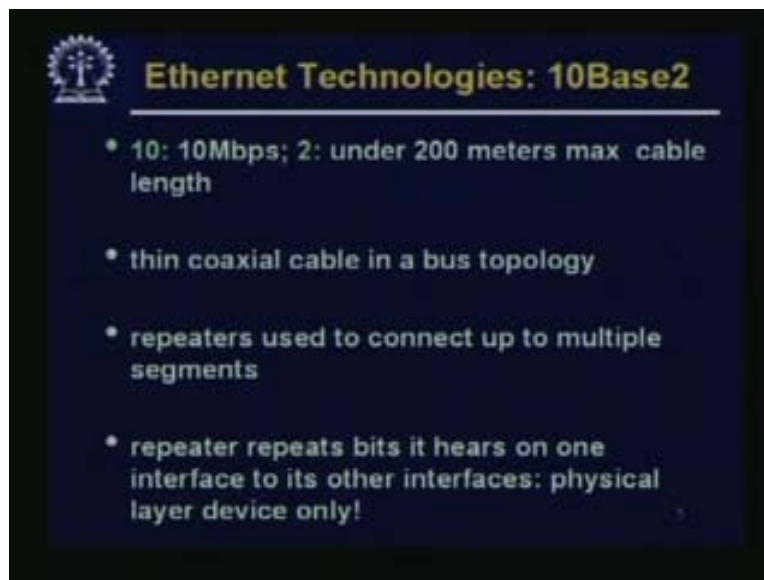 Ethernet Technologies: 10Base2
• 10: 10Mbps; 2: under 200 meters max cable
length
• thin coaxial cable in a bus topology
• repeaters used to connect up to multiple
segments
• repeater repeats bits it hears on one
interface to its other interfaces: physical
layer device only!